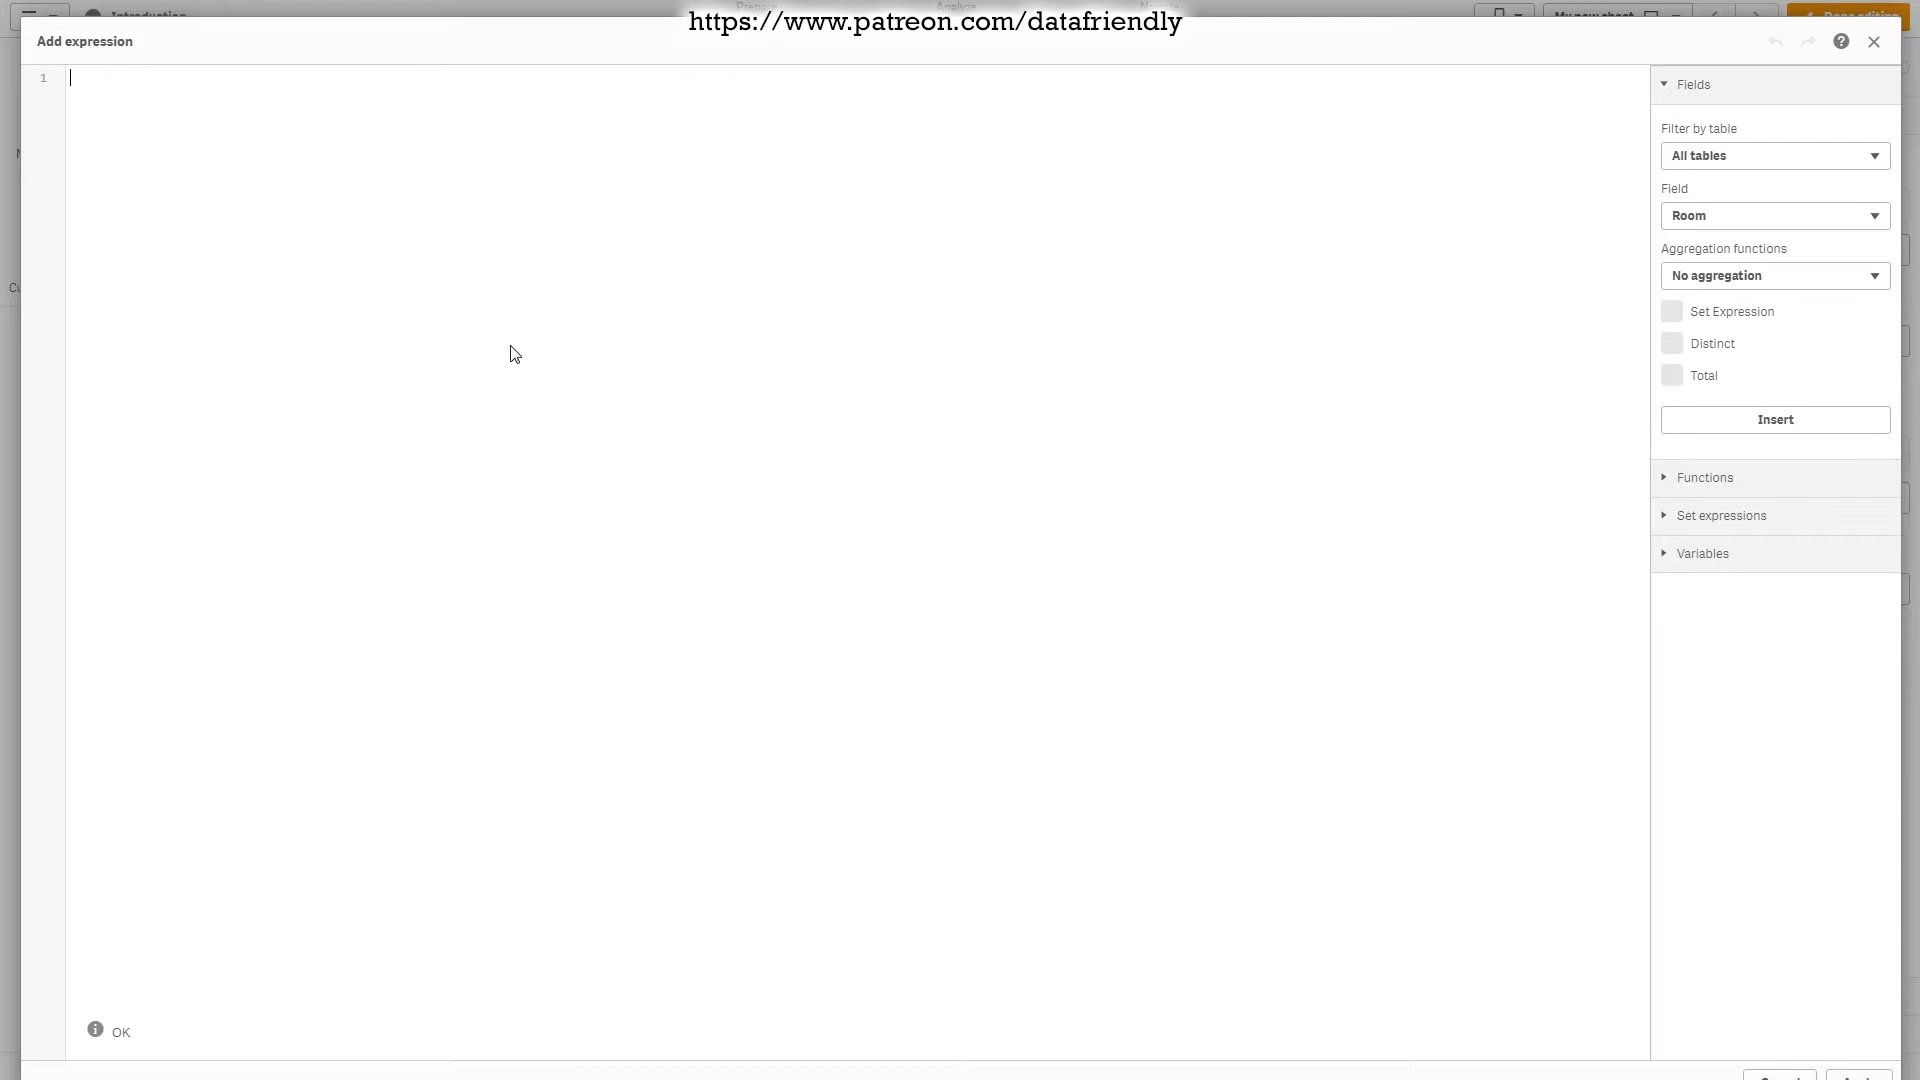 https://www.patreon.com/datafriendly
Add expression
1
Fields
Filter by table
All tables
Field
Room
Aggregation functions
No aggregation
Set Expression
Distinct
Total
Insert
Functions
Set expressions
Variables
OK